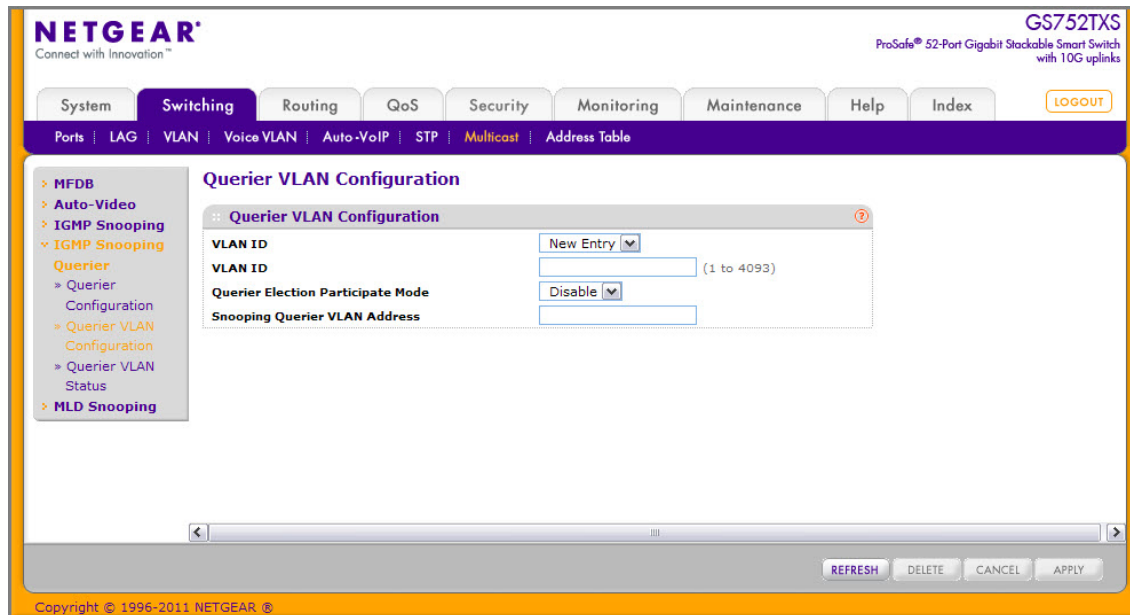 NETGEAR®
Connect with Innovation™
GS752TXS
ProSafe® 52-Port Gigabit Stackable Smart Switch
with 10G uplinks
System Switching Routing QoS Security Monitoring Maintenance Help Index LOGOUT
Ports | LAG | VLAN | Voice VLAN | Auto-VoIP | STP | Multicast | Address Table
MFDB
Auto-Video
IGMP Snooping
IGMP Snooping
Querier
» Querier
Configuration
» Querier VLAN
Configuration
» Querier VLAN
Status
MLD Snooping
Querier VLAN Configuration
Querier VLAN Configuration ?
VLAN ID New Entry
VLAN ID (1 to 4093)
Querier Election Participate Mode Disable
Snooping Querier VLAN Address
REFRESH DELETE CANCEL APPLY
Copyright © 1996-2011 NETGEAR ®